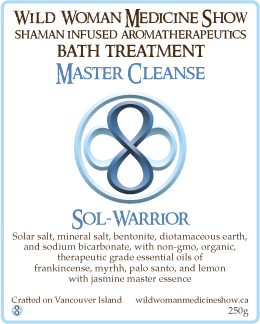 Wild Woman Medicine Show
shaman infused aromatherapeutics
bath treatment
Master Cleanse
Sol-Warrior
Solar salt, mineral salt, bentonite, diotamaceous earth,
and sodium bicarbonate, with non-gmo, organic,
therapeutic grade essential oils of
frankincense, myrhh, palo santo, and lemon
with jasmine master essence
Crafted on Vancouver Island wildwomanmedicineshow.ca
250g